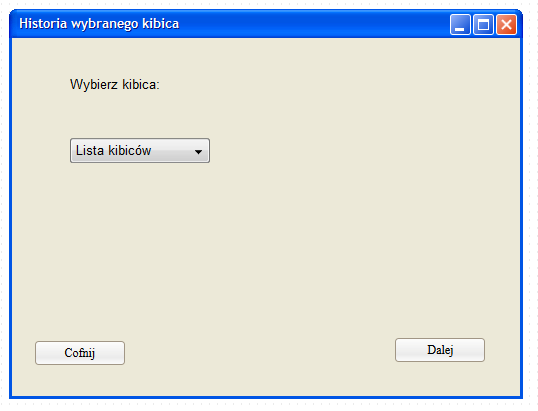 Historia wybranego kibica
Wybierz kibica:
Lista kibiców
Cofnij
Dalej